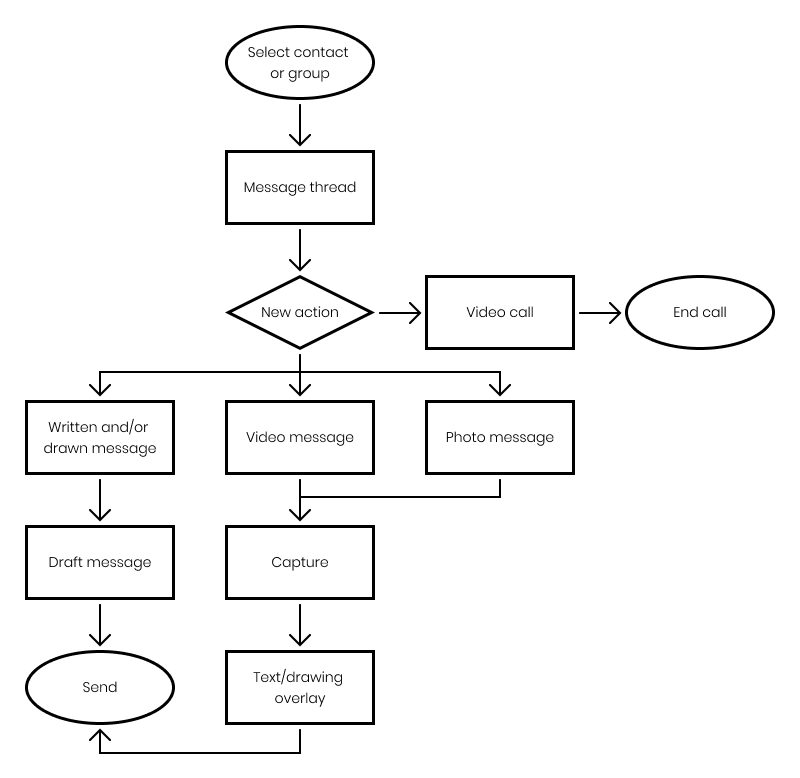 Select contact
or group
Message thread
New action
Video call
End call
Written and/or
drawn message
Video message
Photo message
Draft message
Capture
Send
Text/drawing
overlay